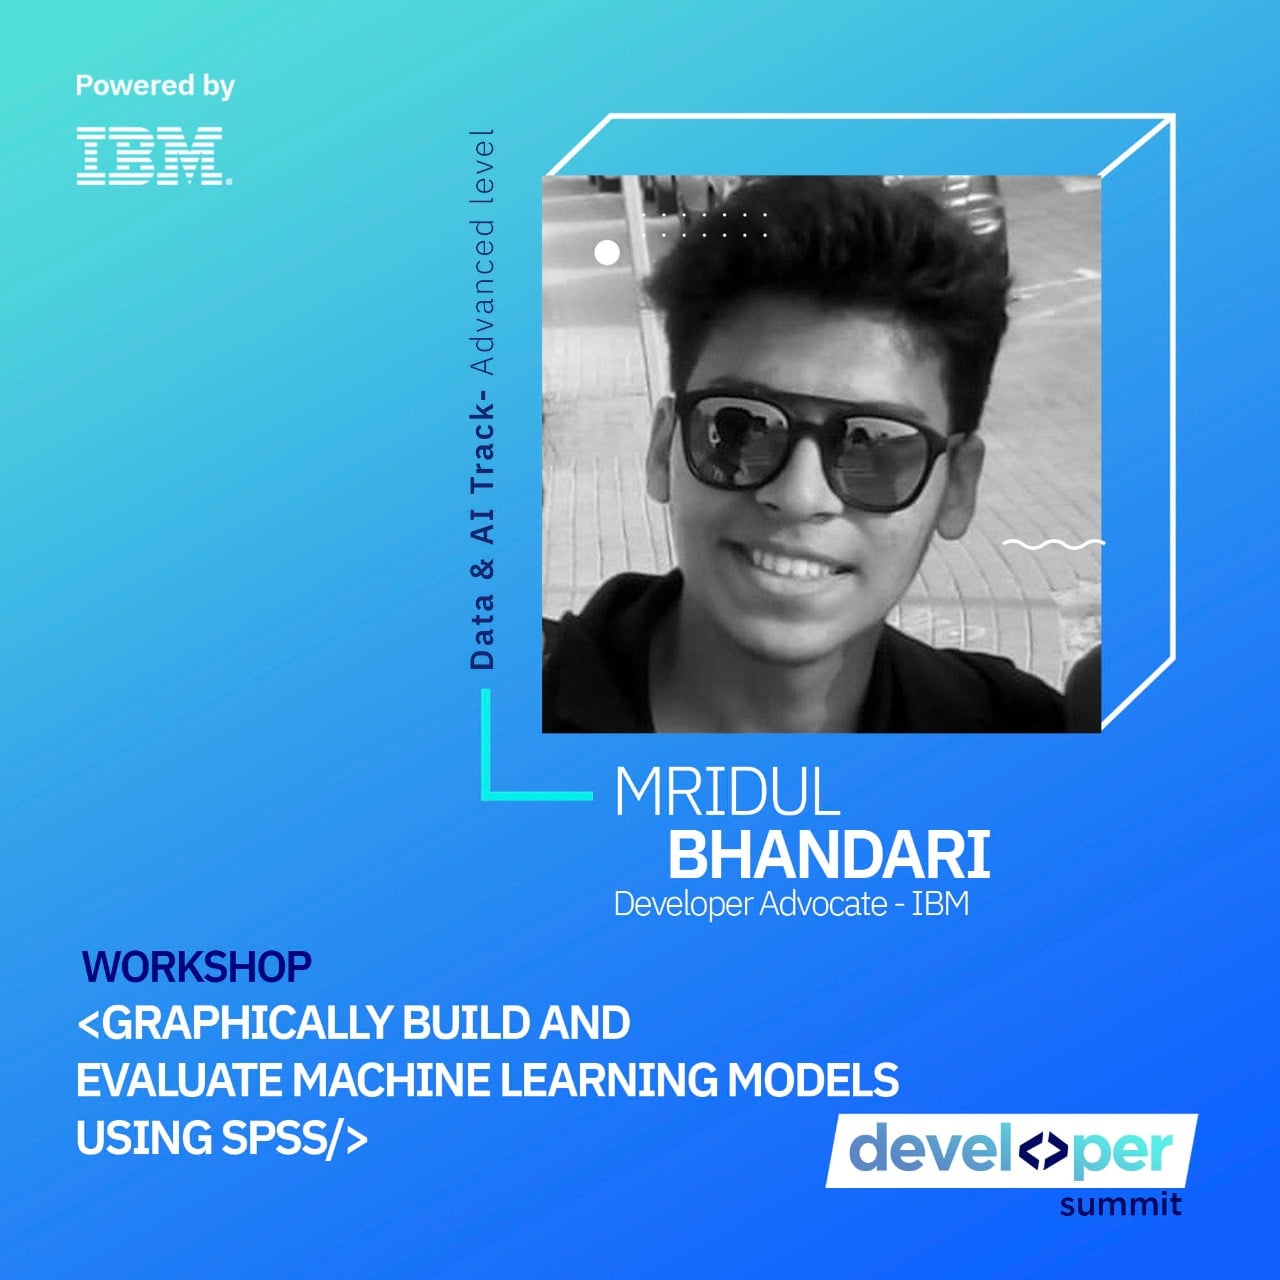 Powered by
IBM®
Data & AI Track- Advanced level
MRIDUL
BHANDARI
Developer Advocate - IBM
WORKSHOP
<GRAPHICALLY BUILD AND
EVALUATE MACHINE LEARNING MODELS
USING SPSS/>
devel<>per
summit